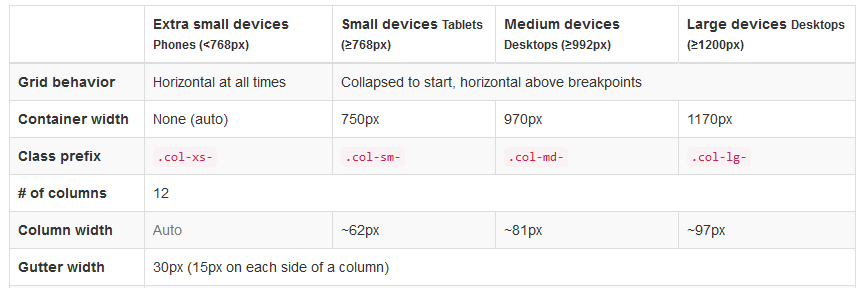 Extra small devices Small devices Tablets Medium devices Large devices Desktops
Phones (<768px) (≥768px) Desktops (≥992px) (≥1200px)
Grid behavior Horizontal at all times Collapsed to start, horizontal above breakpoints
Container width None (auto) 750px 970px 1170px
Class prefix .col-xs- .col-sm- .col-md- .col-lg-
# of columns 12
Column width Auto ~62px ~81px ~97px
Gutter width 30px (15px on each side of a column)